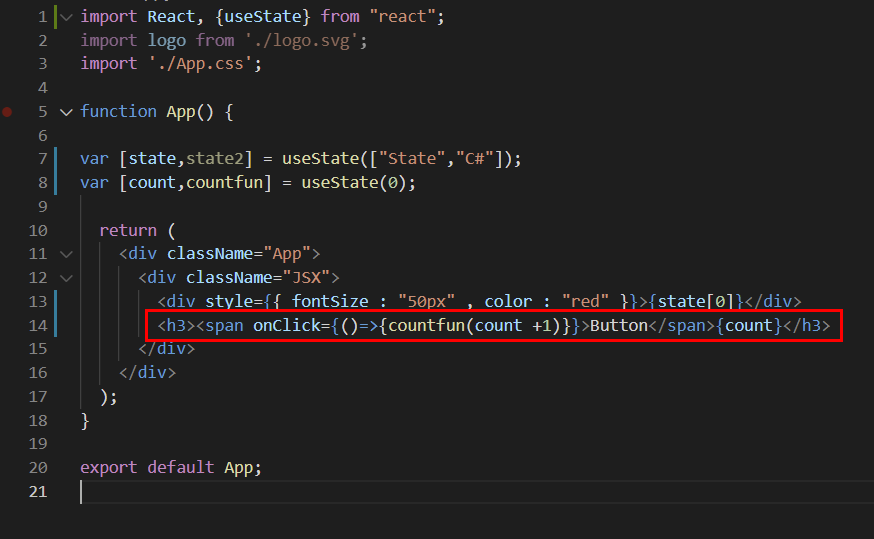 1 import React, {useState} from "react";
2 import logo from './logo.svg';
3 import './App.css';
4
5 function App() {
6
7 var [state,state2] = useState(["State","C#"]);
8 var [count,countfun] = useState(0);
9
10 return (
11 <div className="App">
12 <div className="JSX">
13 <div style={{ fontSize : "50px" , color : "red" }}>{state[0]}</div>
14 <h3><span onClick={()=>{countfun(count +1)}}>Button</span>{count}</h3>
15 </div>
16 </div>
17 );
18 }
19
20 export default App;
21